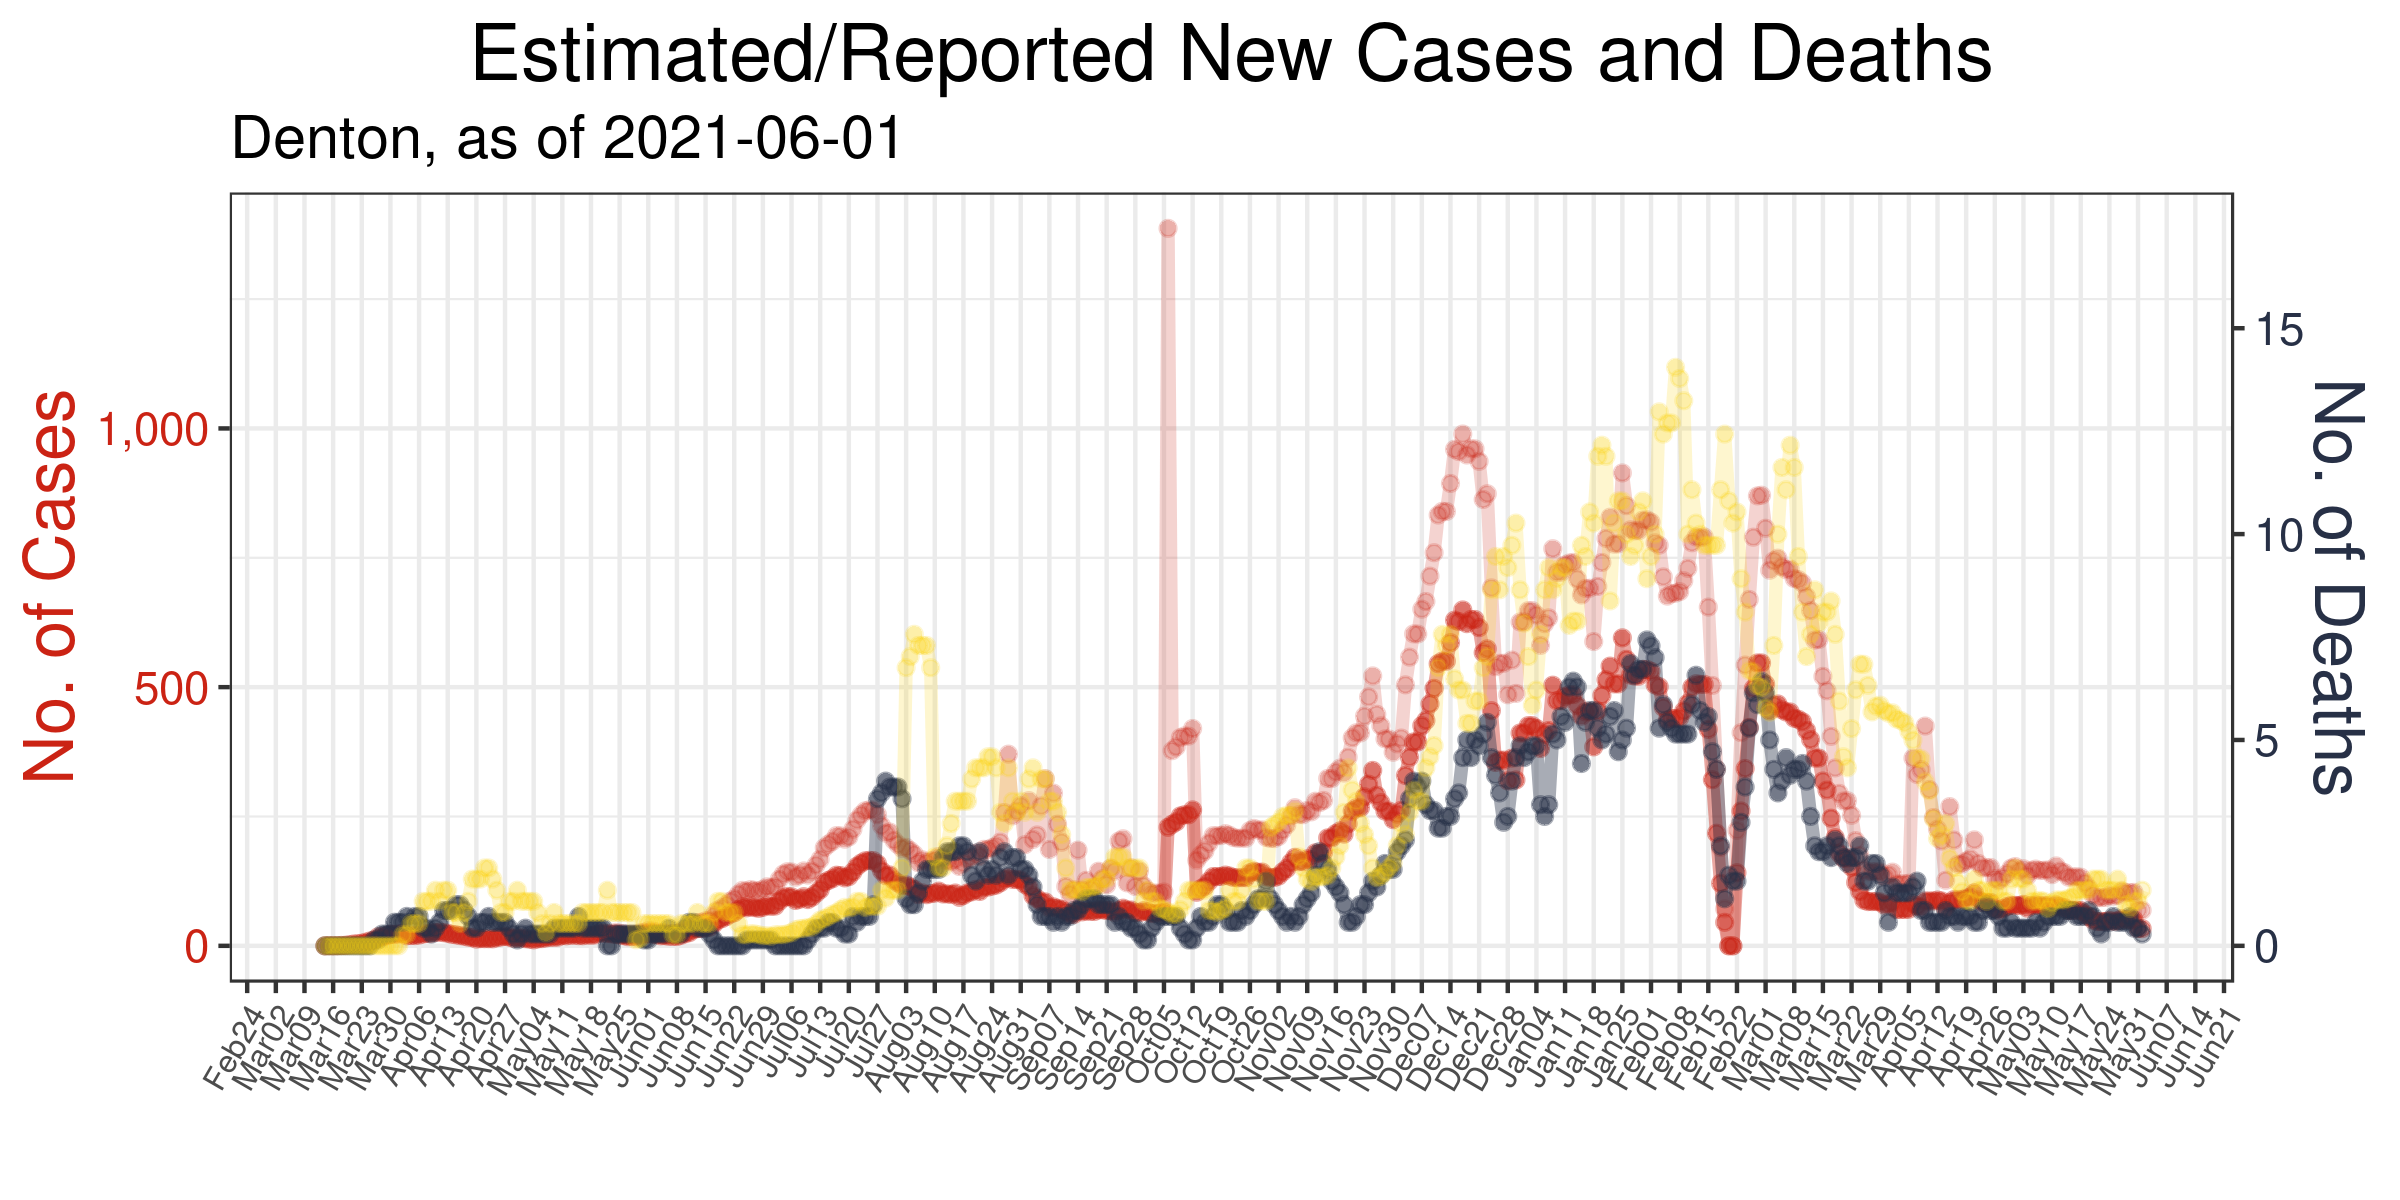 Estimated/Reported New Cases and Deaths
Denton, as of 2021-06-01
No. of Cases
1,000
500
0
15
10
5
0
No. of Deaths
Feb24
Mar02
Mar09
Mar16
Mar23
Mar30
Apr06
Apr13
Apr20
Apr27
May04
May11
May18
May25
Jun01
Jun08
Jun15
Jun22
Jun29
Jul06
Jul13
Jul20
Jul27
Aug03
Aug10
Aug17
Aug24
Aug31
Sep07
Sep14
Sep21
Sep28
Oct05
Oct12
Oct19
Oct26
Nov02
Nov09
Nov16
Nov23
Nov30
Dec07
Dec14
Dec21
Dec28
Jan04
Jan11
Jan18
Jan25
Feb01
Feb08
Feb15
Feb22
Mar01
Mar08
Mar15
Mar22
Mar29
Apr05
Apr12
Apr19
Apr26
May03
May10
May17
May24
May31
Jun07
Jun14
Jun21